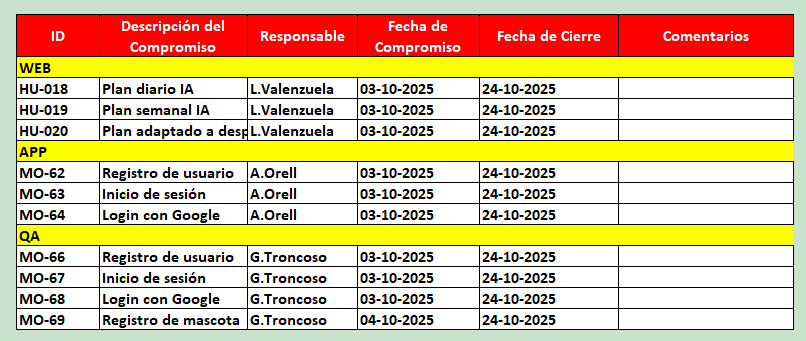 ID Descripción del Compromiso Responsable Fecha de Compromiso Fecha de Cierre Comentarios
WEB
HU-018 Plan diario IA L.Valenzuela 03-10-2025 24-10-2025
HU-019 Plan semanal IA L.Valenzuela 03-10-2025 24-10-2025
HU-020 Plan adaptado a desp L.Valenzuela 03-10-2025 24-10-2025
APP
MO-62 Registro de usuario A.Orell 03-10-2025 24-10-2025
MO-63 Inicio de sesión A.Orell 03-10-2025 24-10-2025
MO-64 Login con Google A.Orell 03-10-2025 24-10-2025
QA
MO-66 Registro de usuario G.Troncoso 03-10-2025 24-10-2025
MO-67 Inicio de sesión G.Troncoso 03-10-2025 24-10-2025
MO-68 Login con Google G.Troncoso 03-10-2025 24-10-2025
MO-69 Registro de mascota G.Troncoso 04-10-2025 24-10-2025